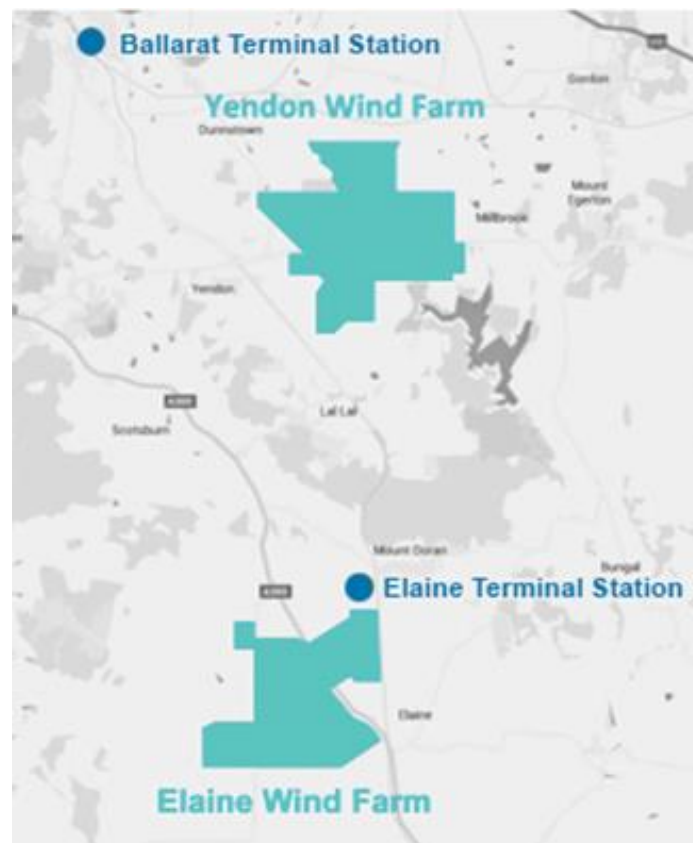 Ballarat Terminal Station
Gordon
Yendon Wind Farm
Dunnstown
Mount
Egerton
Millbrook
Yendon
Lal Lal
Scotsburn
Mount Doran
Bungal
Elaine Terminal Station
Elaine
Elaine Wind Farm